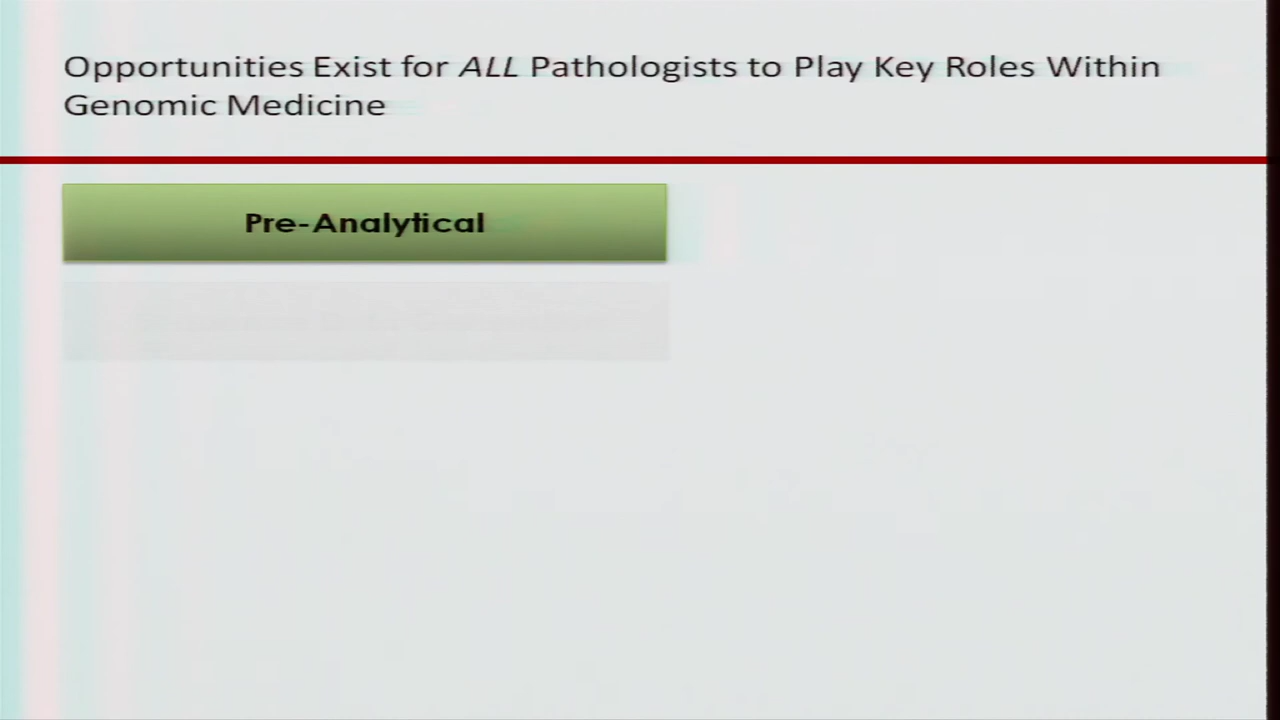 Opportunities Exist for ALL Pathologists to Play Key Roles Within
Genomic Medicine
Pre-Analytical